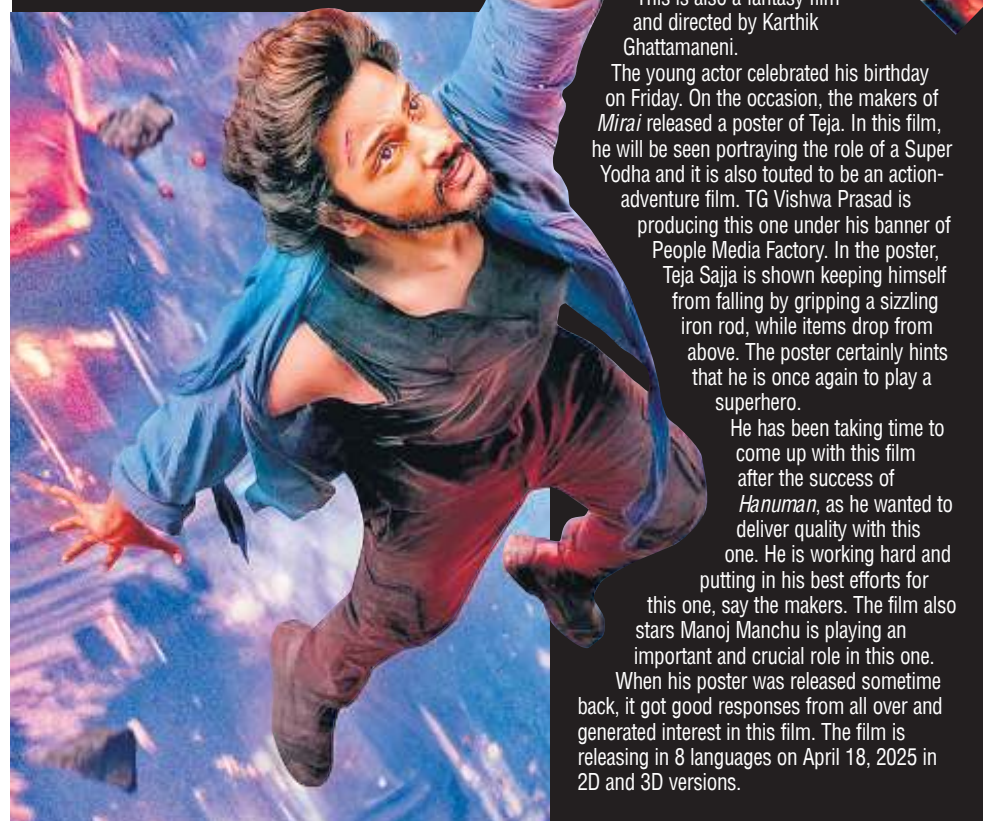 This is also a fantasy film
and directed by Karthik
Ghattamaneni.
The young actor celebrated his birthday
on Friday. On the occasion, the makers of
Mirai released a poster of Teja. In this film,
he will be seen portraying the role of a Super
Yodha and it is also touted to be an action-
adventure film. TG Vishwa Prasad is
producing this one under his banner of
People Media Factory. In the poster,
Teja Sajja is shown keeping himself
from falling by gripping a sizzling
iron rod, while items drop from
above. The poster certainly hints
that he is once again to play a
superhero.
He has been taking time to
come up with this film
after the success of
Hanuman, as he wanted to
deliver quality with this
one. He is working hard and
putting in his best efforts for
this one, say the makers. The film also
stars Manoj Manchu is playing an
important and crucial role in this one.
When his poster was released sometime
back, it got good responses from all over and
generated interest in this film. The film is
releasing in 8 languages on April 18, 2025 in
2D and 3D versions.